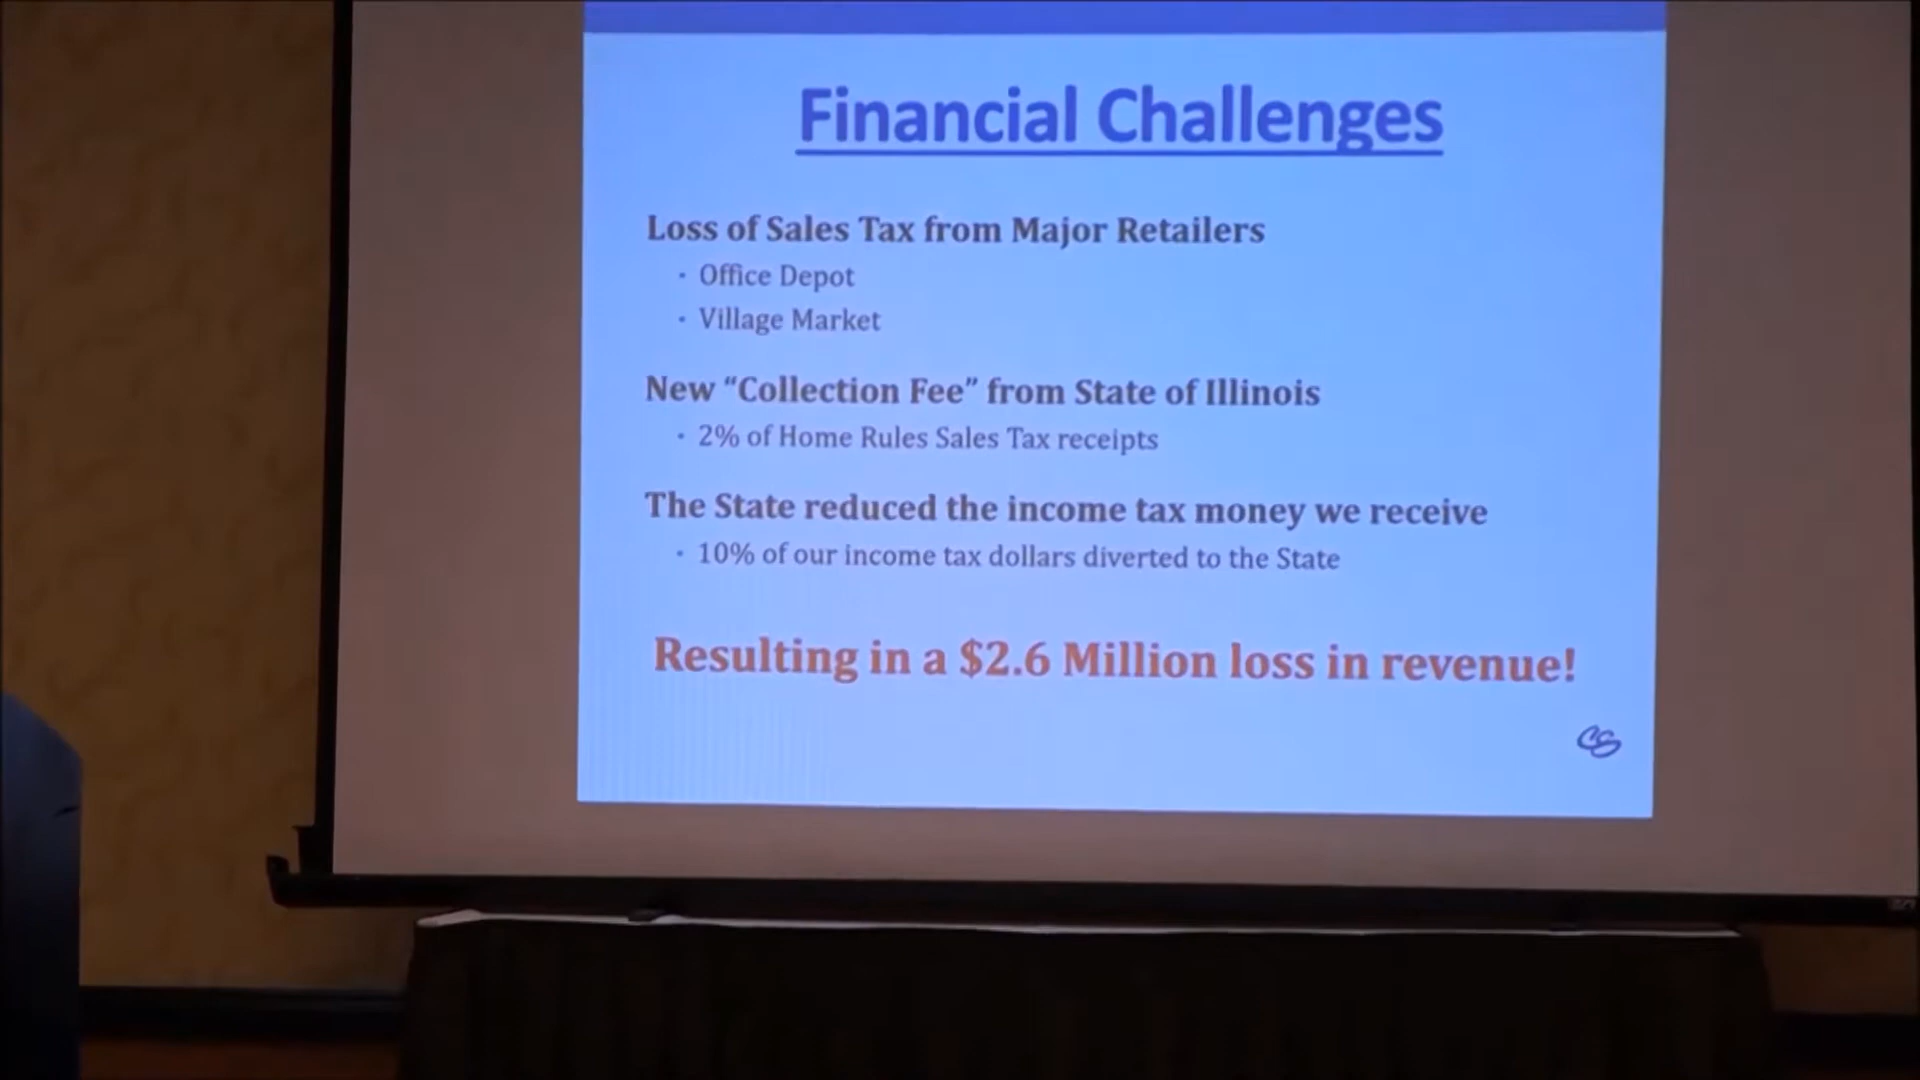 Financial Challenges
Loss of Sales Tax from Major Retailers
· Office Depot
· Village Market
New “Collection Fee” from State of Illinois
· 2% of Home Rules Sales Tax receipts
The State reduced the income tax money we receive
· 10% of our income tax dollars diverted to the State
Resulting in a $2.6 Million loss in revenue!